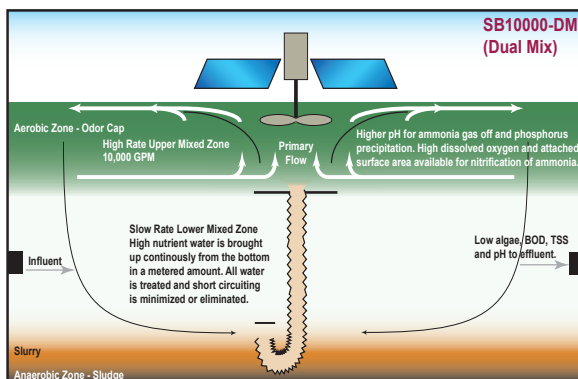 SB10000-DM
(Dual Mix)
Aerobic Zone - Odor Cap
High Rate Upper Mixed Zone
10,000 GPM
Primary
Flow
Higher pH for ammonia gas off and phosphorus
precipitation. High dissolved oxygen and attached
surface area available for nitrification of ammonia.
Slow Rate Lower Mixed Zone
High nutrient water is brought
up continously from the bottom
in a metered amount. All water
is treated and short circuiting
is minimized or eliminated.
Influent
Low algae, BOD, TSS
and pH to effluent.
Slurry
Anaerobic Zone - Sludge